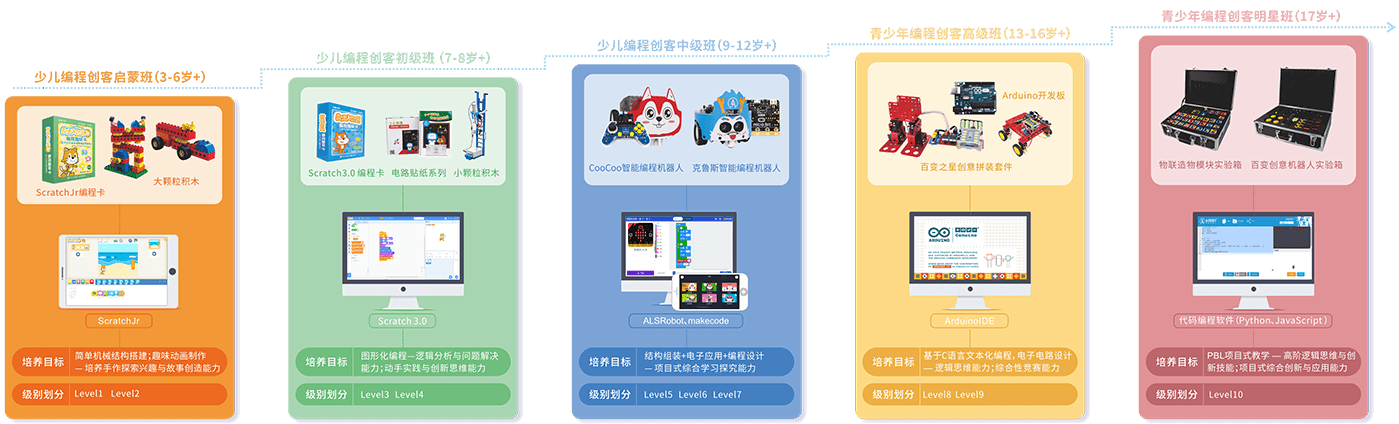 少儿编程创客启蒙班(3-6岁+)
ScratchJr编程卡
大颗粒积木
ScratchJr
培养目标
简单机械结构搭建;趣味动画制作
— 培养手作探索兴趣与故事创造能力
级别划分
Level1 Level2
少儿编程创客初级班 (7-8岁+)
Scratch3.0 编程卡
电路贴纸系列
小颗粒积木
Scratch 3.0
培养目标
图形化编程—逻辑分析与问题解决
能力;动手实践与创新思维能力
级别划分
Level3 Level4
少儿编程创客中级班(9-12岁+)
CooCoo智能编程机器人
克鲁斯智能编程机器人
ALSRobot、makecode
培养目标
结构组装+电子应用+编程设计
— 项目式综合学习探究能力
级别划分
Level5 Level6 Level7
青少年编程创客高级班(13-16岁+)
Arduino开发板
百变之星创意拼装套件
ARDUINO
ArduinoIDE
培养目标
基于C语言文本化编程，电子电路设计
—逻辑思维能力;综合性竞赛能力
级别划分
Level8 Level9
青少年编程创客明星班(17岁+)
物联造物模块实验箱
百变创意机器人实验箱
代码编程软件(Python、JavaScript)
培养目标
PBL项目式教学 — 高阶逻辑思维与创
新技能;项目式综合创新与应用能力
级别划分
Level10